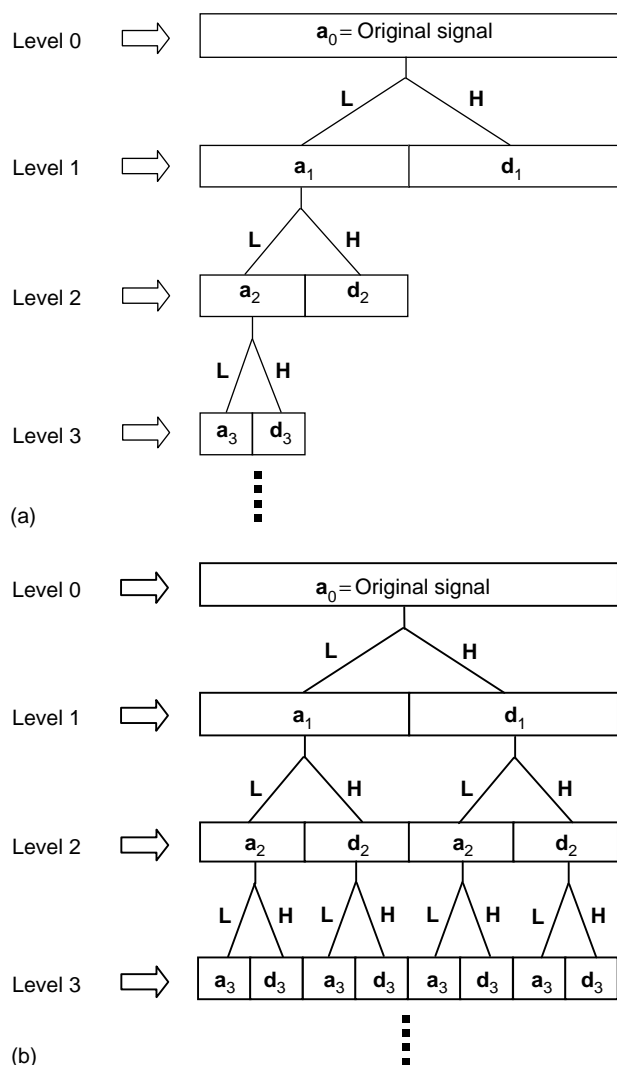 Level 0 a₀ = Original signal
L H
Level 1 a₁ d₁
L H
Level 2 a₂ d₂
L H
Level 3 a₃ d₃
(a)
Level 0 a₀ = Original signal
L H
Level 1 a₁ d₁
L H L H
Level 2 a₂ d₂ a₂ d₂
L H L H L H L H
Level 3 a₃ d₃ a₃ d₃ a₃ d₃ a₃ d₃
(b)